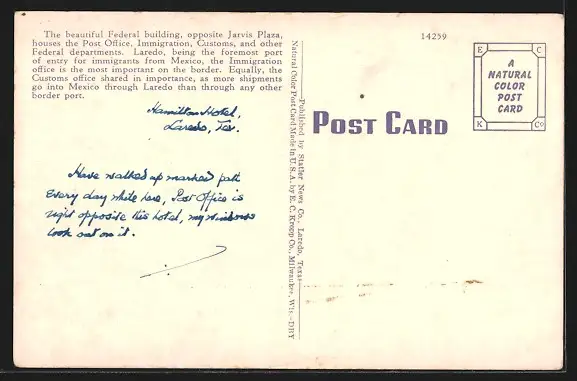 The beautiful Federal building, opposite Jarvis Plaza,
houses the Post Office, Immigration, Customs, and other
Federal departments. Laredo, being the foremost port
of entry for immigrants from Mexico, the Immigration
office is the most important on the border. Equally, the
Customs office shared in importance, as more shipments
go into Mexico through Laredo than through any other
border port.
Hamilton Hotel,
Laredo, Tex.
Have walked up marked path
every day while here, Post Office is
right opposite this hotel, my windows
look out on it.
Published by Statler News Co., Laredo, Texas
Natural Color Post Card Made in U. S. A. by E. C. Kropp Co., Milwaukee, Wis.—DRY
14259
POST CARD
E C
A
NATURAL
COLOR
POST
CARD
K Co